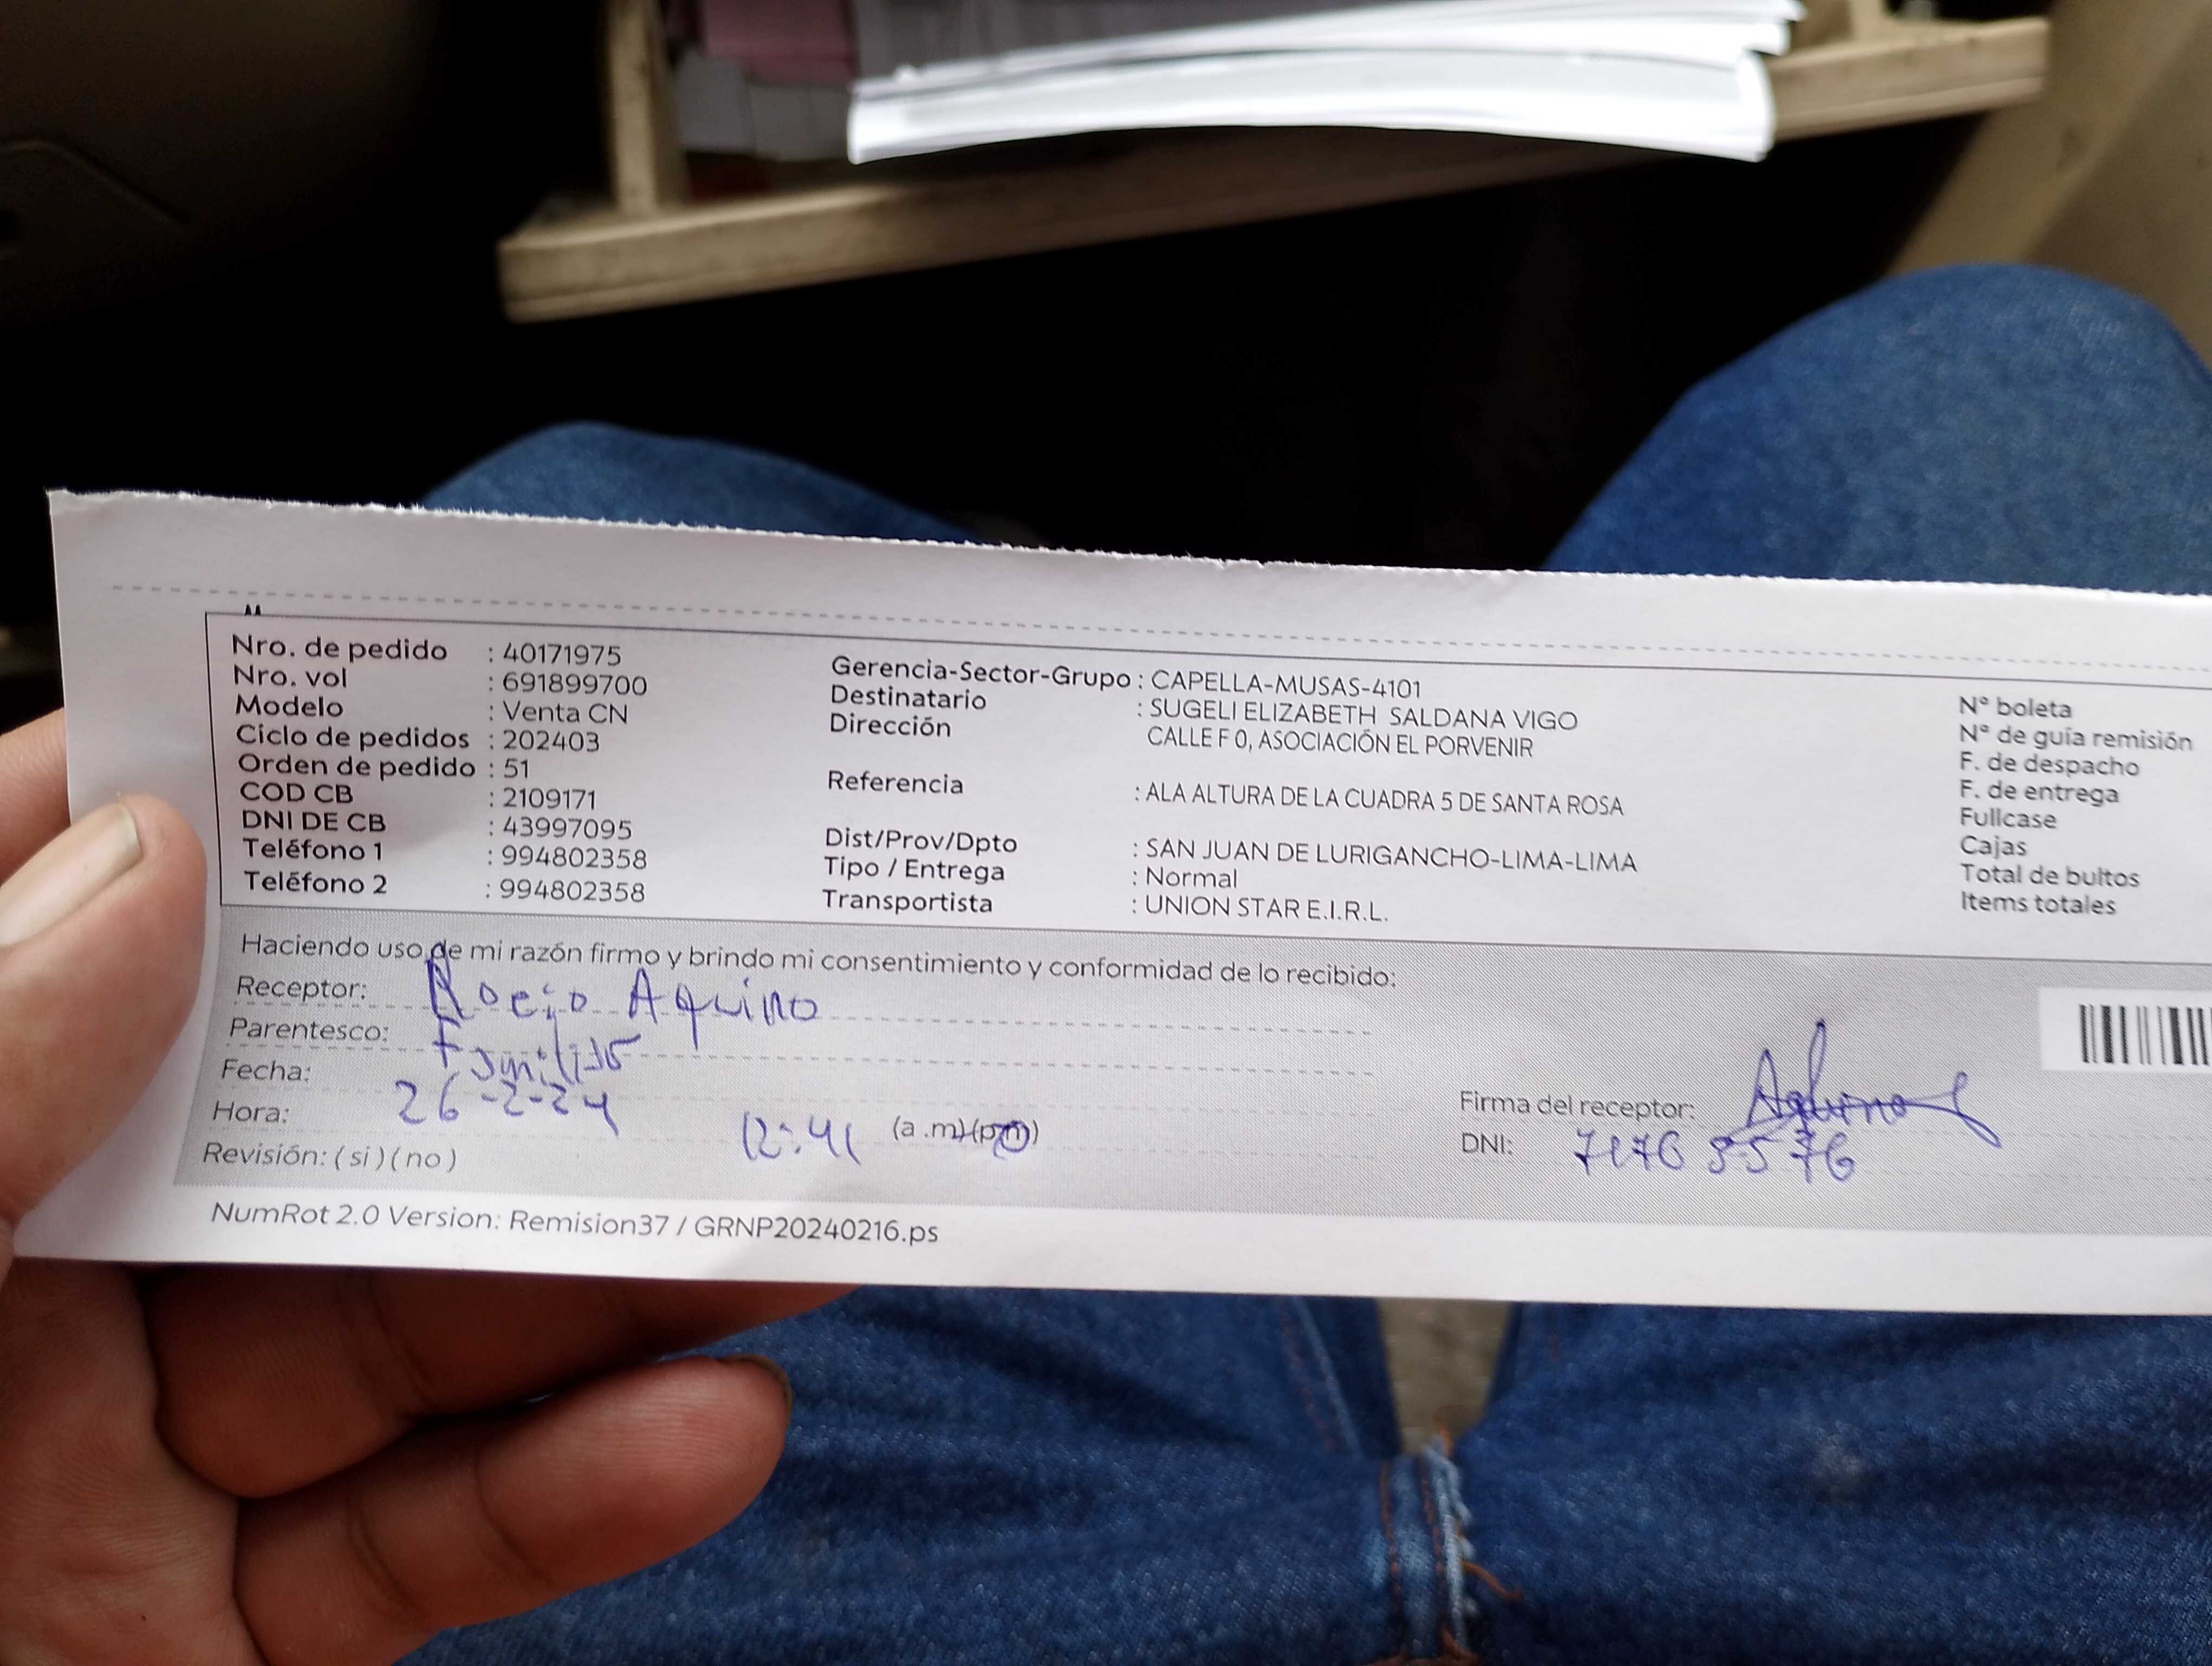 Nro. de pedido : 40171975
Nro. vol : 691899700
Modelo : Venta CN
Ciclo de pedidos : 202403
Orden de pedido : 51
COD CB : 2109171
DNI DE CB : 43997095
Teléfono 1 : 994802358
Teléfono 2 : 994802358
Gerencia-Sector-Grupo : CAPELLA-MUSAS-4101
Destinatario : SUGELI ELIZABETH SALDANA VIGO
Dirección CALLE F 0, ASOCIACIÓN EL PORVENIR
Referencia : ALA ALTURA DE LA CUADRA 5 DE SANTA ROSA
Dist/Prov/Dpto : SAN JUAN DE LURIGANCHO-LIMA-LIMA
Tipo / Entrega : Normal
Transportista : UNION STAR E.I.R.L.
N° boleta
N° de guía remisión
F. de despacho
F. de entrega
Fullcase
Cajas
Total de bultos
Items totales
Haciendo uso de mi razón firmo y brindo mi consentimiento y conformidad de lo recibido:
Receptor: Rocio Aquino
Parentesco:
Fecha: 26-2-24
Hora: 12:41 (a.m)(p.m)
Revisión: ( si ) ( no )
Firma del receptor:
DNI:
NumRot 2.0 Version: Remision37 / GRNP20240216.ps